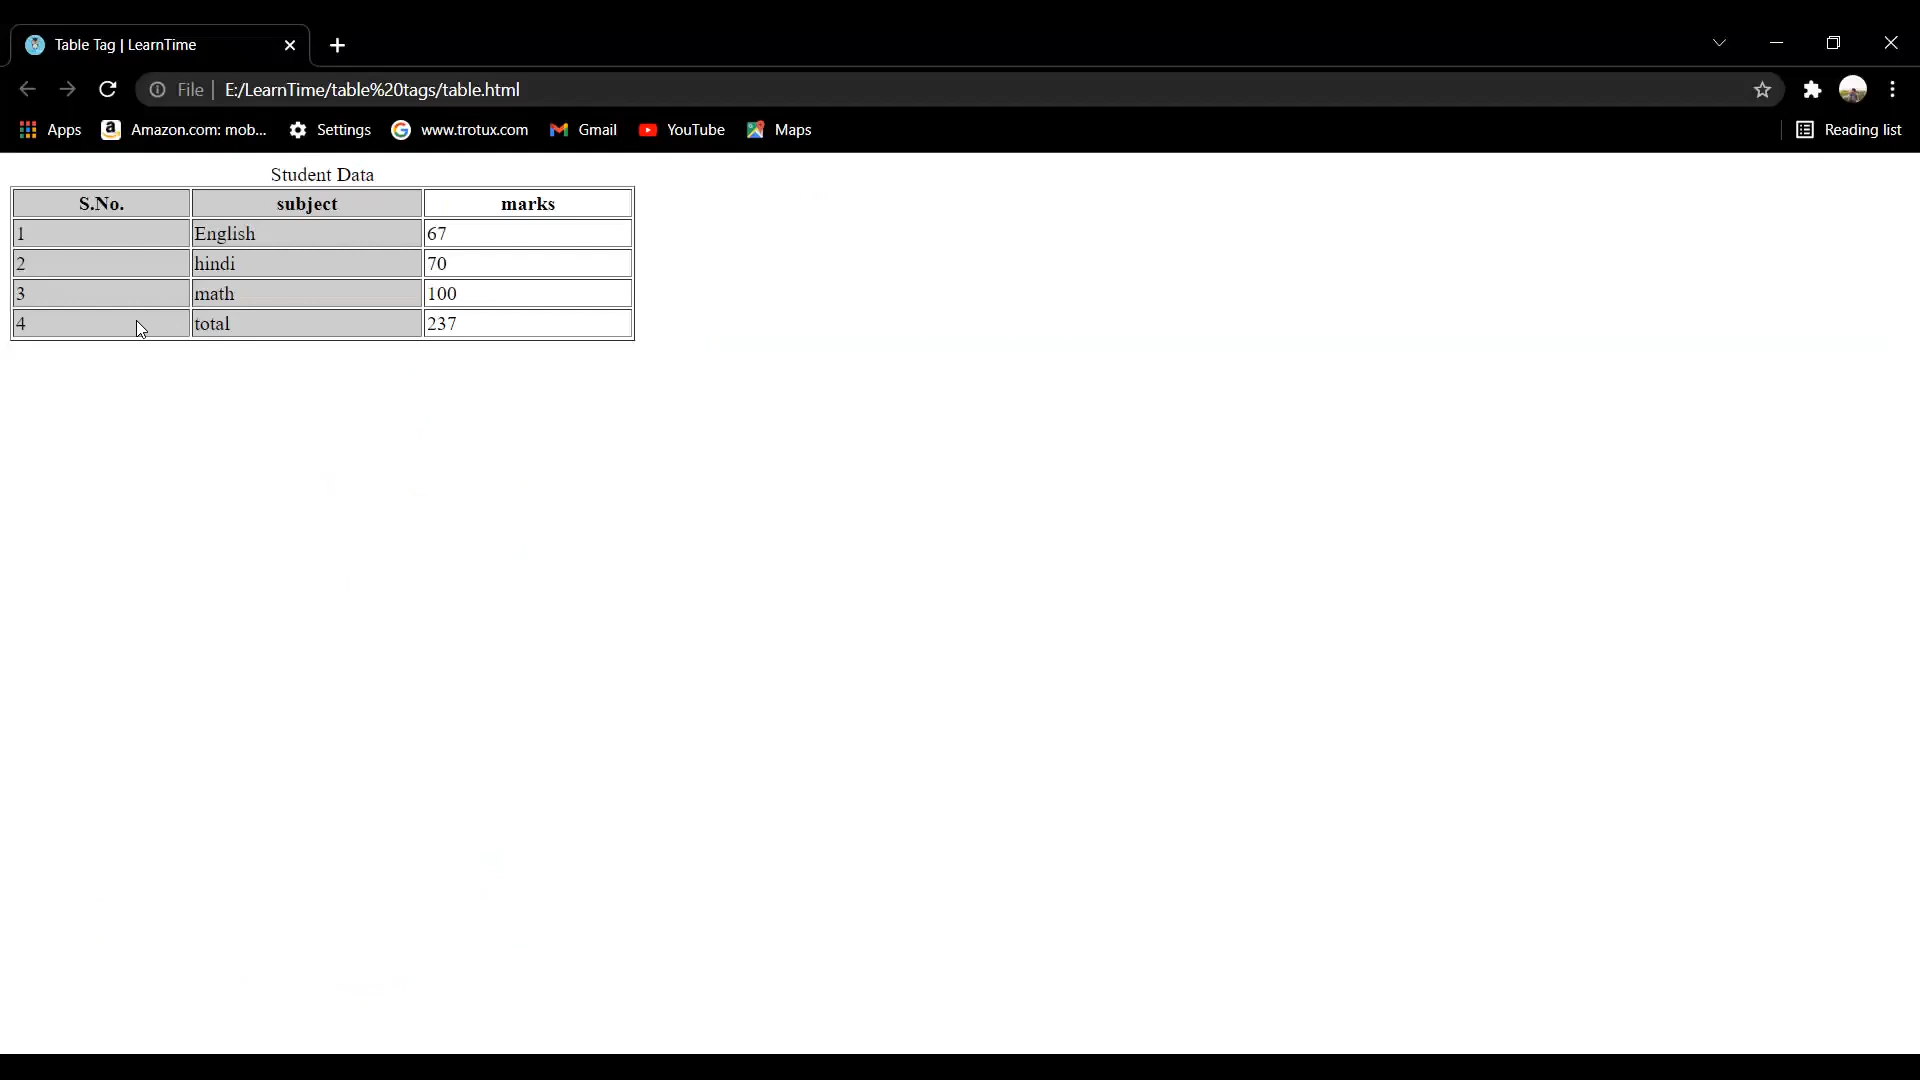 Table Tag | LearnTime
File | E:/LearnTime/table%20tags/table.html
Apps Amazon.com: mob... Settings www.trotux.com Gmail YouTube Maps Reading list
Student Data
S.No. subject marks
1 English 67
2 hindi 70
3 math 100
4 total 237